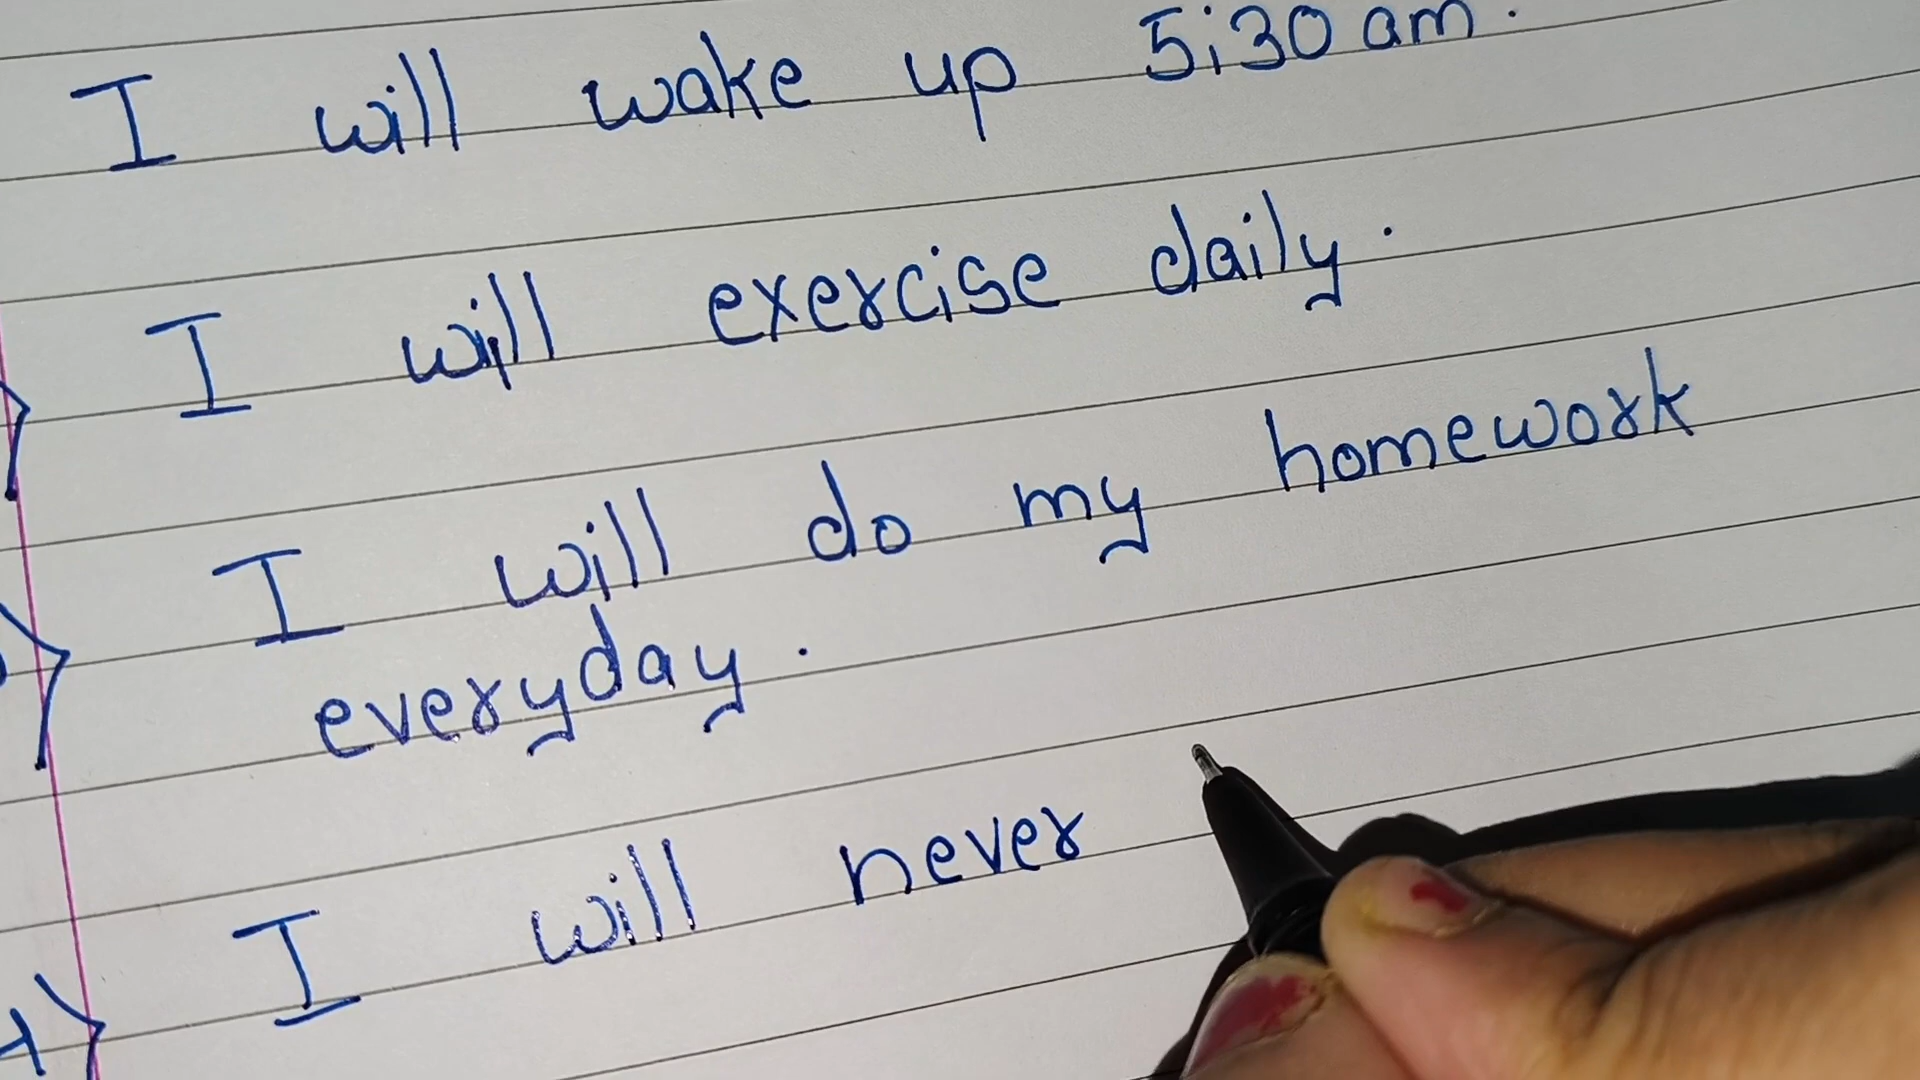 I will wake up 5:30 am.
I will exercise daily.
I will do my homework
everyday.
I will never